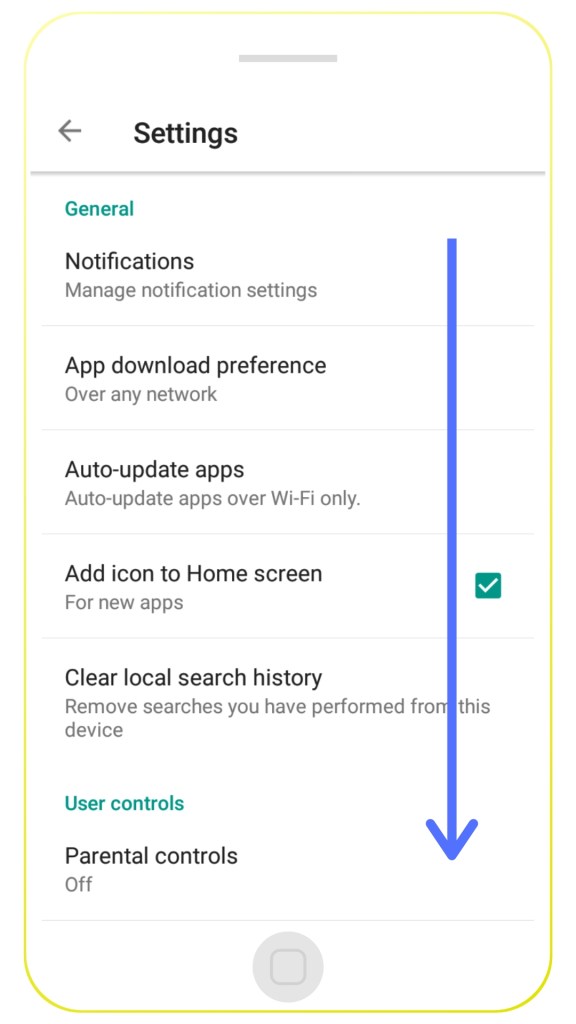 Settings
General
Notifications
Manage notification settings
App download preference
Over any network
Auto-update apps
Auto-update apps over Wi-Fi only.
Add icon to Home screen
For new apps
Clear local search history
Remove searches you have performed from this
device
User controls
Parental controls
Off